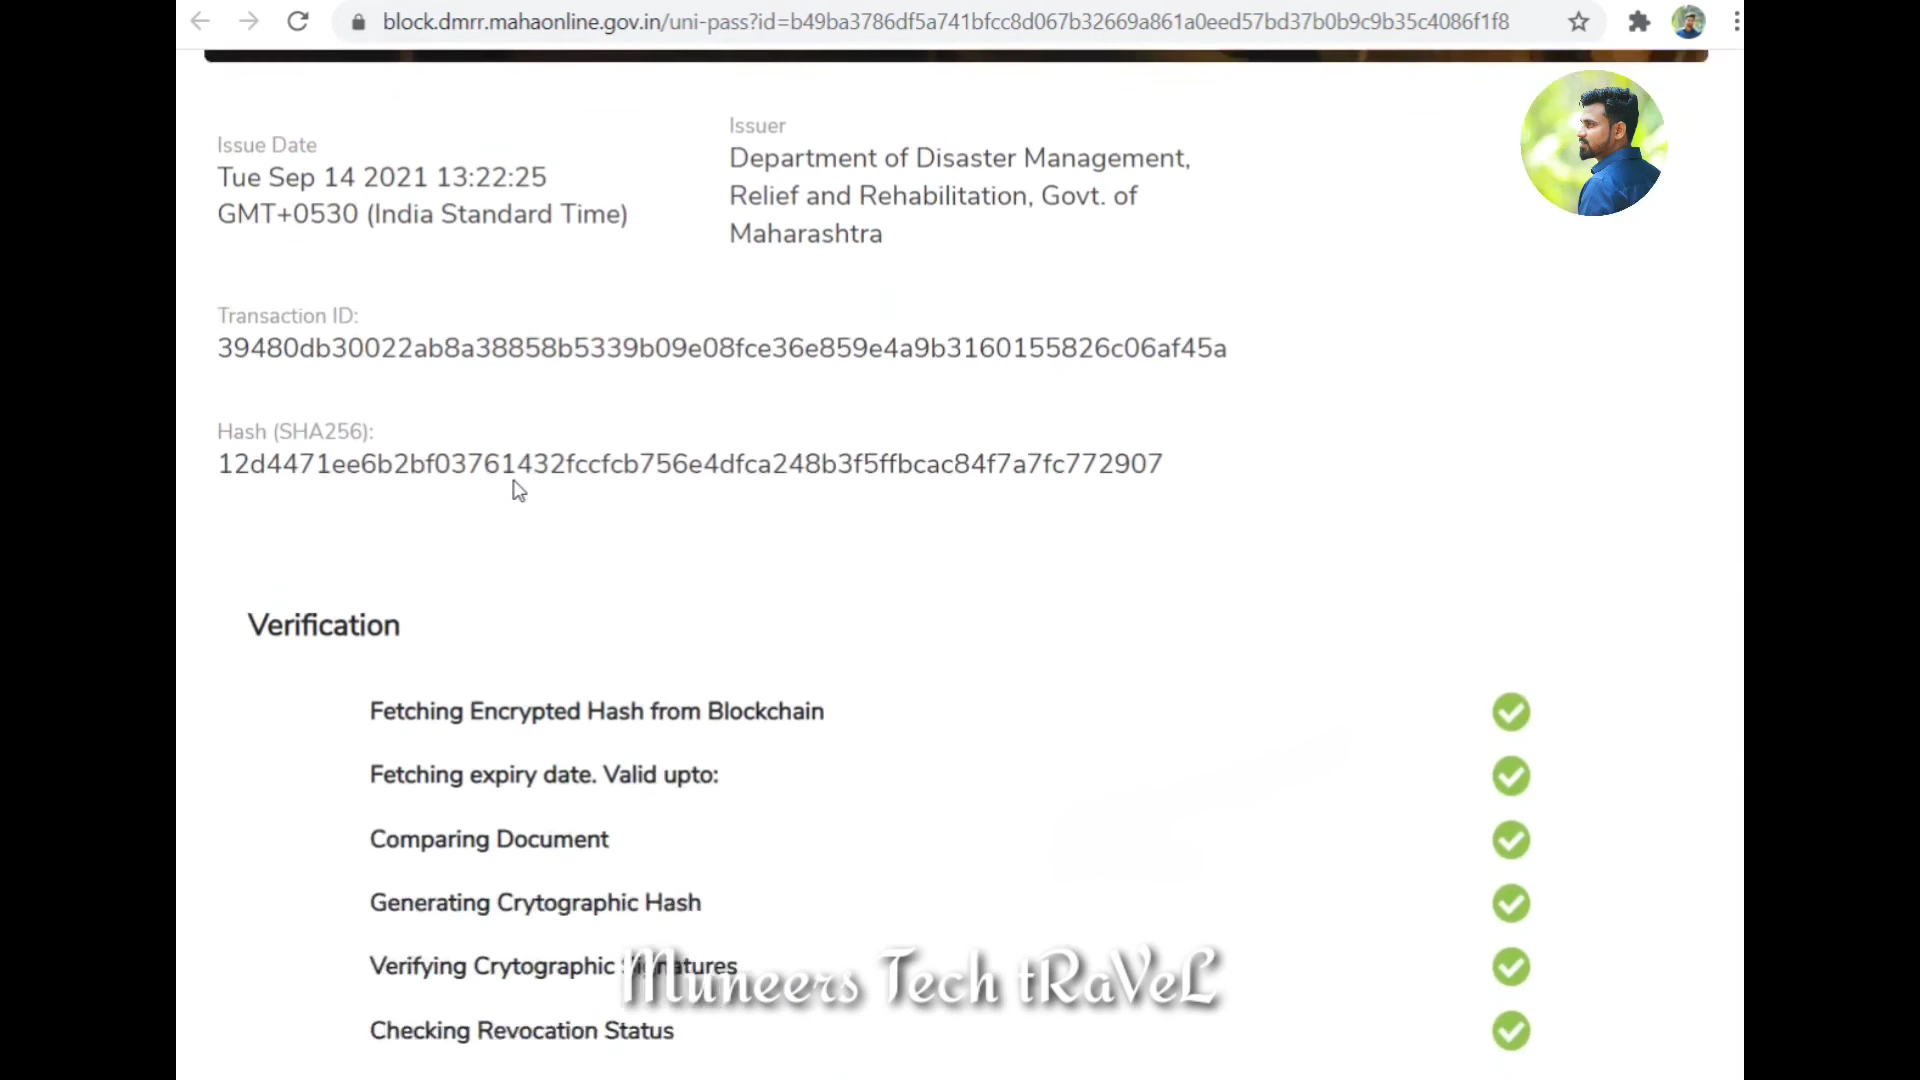 block.dmrr.mahaonline.gov.in/uni-pass?id=b49ba3786df5a741bfcc8d067b32669a861a0eed57bd37b0b9c9b35c4086f1f8
Issue Date
Tue Sep 14 2021 13:22:25
GMT+0530 (India Standard Time)
Issuer
Department of Disaster Management,
Relief and Rehabilitation, Govt. of
Maharashtra
Transaction ID:
39480db30022ab8a38858b5339b09e08fce36e859e4a9b3160155826c06af45a
Hash (SHA256):
12d4471ee6b2bf03761432fccfcb756e4dfca248b3f5ffbcac84f7a7fc772907
Verification
Fetching Encrypted Hash from Blockchain
Fetching expiry date. Valid upto:
Comparing Document
Generating Crytographic Hash
Verifying Crytographic Signatures
Muneers Tech tRaVeL
Checking Revocation Status